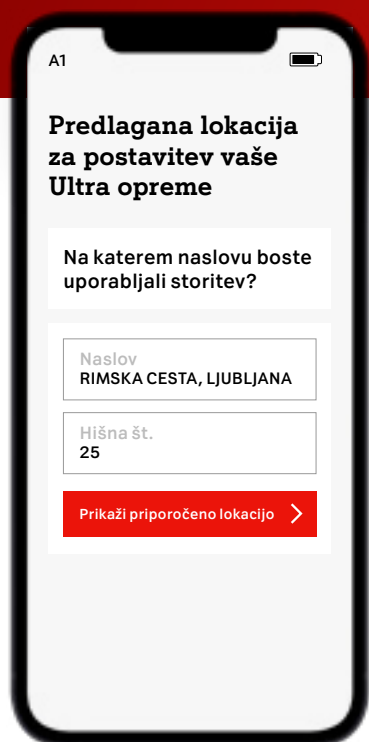 A1
Predlagana lokacija
za postavitev vaše
Ultra opreme
Na katerem naslovu boste
uporabljali storitev?
Naslov
RIMSKA CESTA, LJUBLJANA
Hišna št.
25
Prikaži priporočeno lokacijo